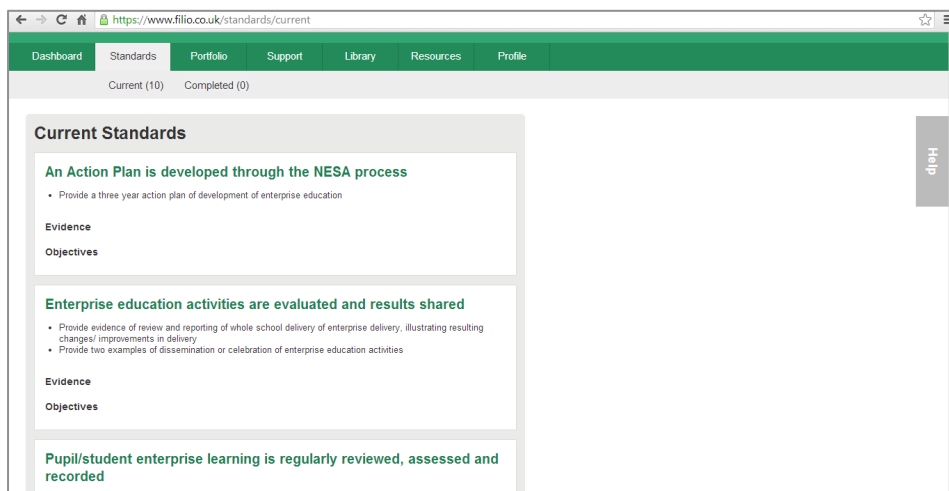 https://www.filio.co.uk/standards/current
Dashboard Standards Portfolio Support Library Resources Profile
Current (10) Completed (0)
Current Standards
Help
An Action Plan is developed through the NESA process
• Provide a three year action plan of development of enterprise education
Evidence
Objectives
Enterprise education activities are evaluated and results shared
• Provide evidence of review and reporting of whole school delivery of enterprise delivery, illustrating resulting
changes/ improvements in delivery
• Provide two examples of dissemination or celebration of enterprise education activities
Evidence
Objectives
Pupil/student enterprise learning is regularly reviewed, assessed and
recorded